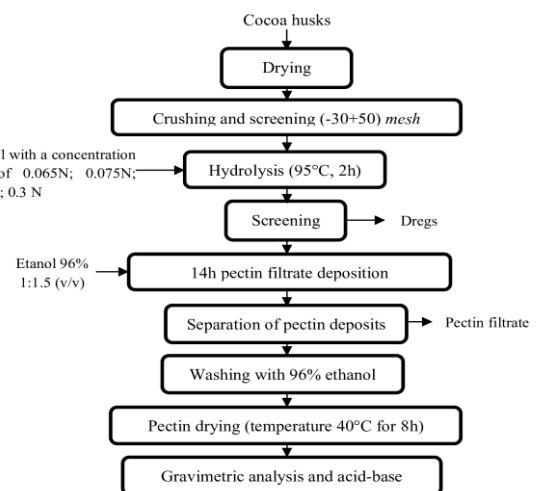 Cocoa husks
Drying
Crushing and screening (-30+50) mesh
l with a concentration
of 0.065N; 0.075N;
; 0.3 N
Hydrolysis (95°C, 2h)
Screening
Dregs
Etanol 96%
1:1.5 (v/v)
14h pectin filtrate deposition
Separation of pectin deposits
Pectin filtrate
Washing with 96% ethanol
Pectin drying (temperature 40°C for 8h)
Gravimetric analysis and acid-base